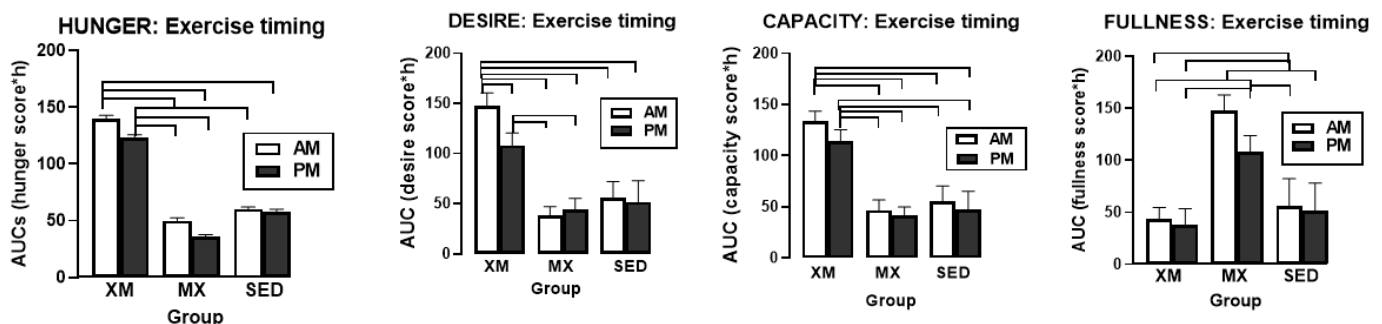 HUNGER: Exercise timing
200
150
100
50
0
AUCs (hunger score*h)
AM
PM
XM MX SED
Group
DESIRE: Exercise timing
200
150
100
50
0
AUC (desire score*h)
AM
PM
XM MX SED
Group
CAPACITY: Exercise timing
200
150
100
50
0
AUC (capacity score*h)
AM
PM
XM MX SED
Group
FULLNESS: Exercise timing
200
150
100
50
0
AUC (fullness score*h)
AM
PM
XM MX SED
Group